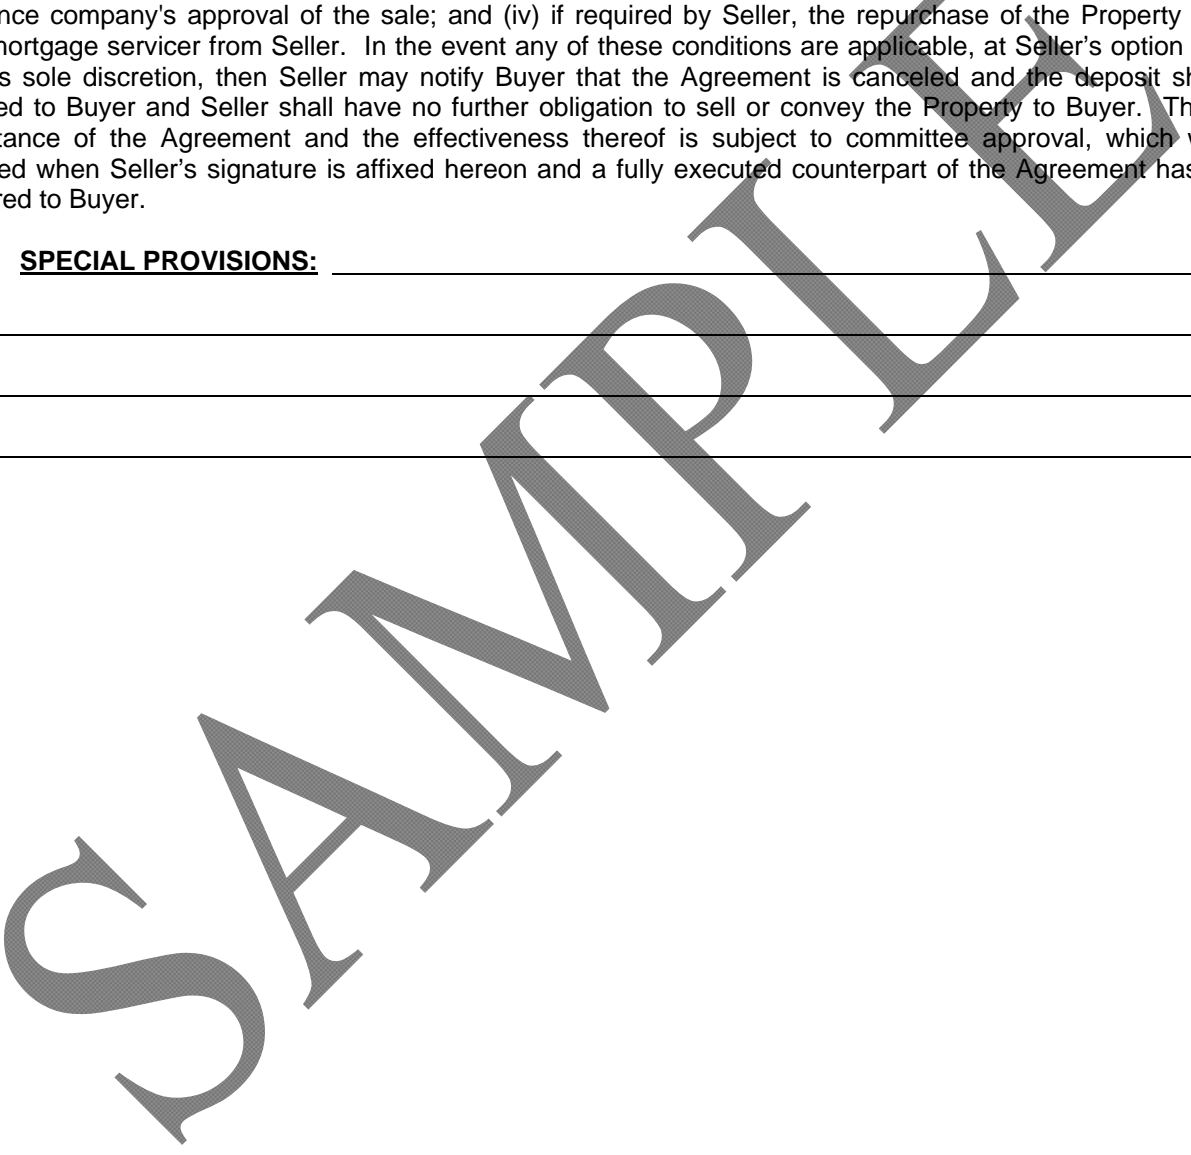 nce company's approval of the sale; and (iv) if required by Seller, the repurchase of the Property
mortgage servicer from Seller. In the event any of these conditions are applicable, at Seller’s option
s sole discretion, then Seller may notify Buyer that the Agreement is canceled and the deposit sh
ed to Buyer and Seller shall have no further obligation to sell or convey the Property to Buyer. Th
tance of the Agreement and the effectiveness thereof is subject to committee approval, which w
ed when Seller’s signature is affixed hereon and a fully executed counterpart of the Agreement has
red to Buyer.
SPECIAL PROVISIONS:
SAMPLE